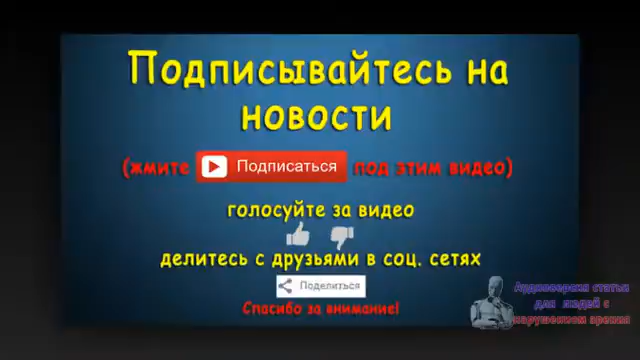 Подписывайтесь на
новости
(жмите Подписаться под этим видео)
голосуйте за видео
делитесь с друзьями в соц. сетях
Поделиться
Спасибо за внимание!
Аудиоверсия статьи
для людей с
нарушением зрения